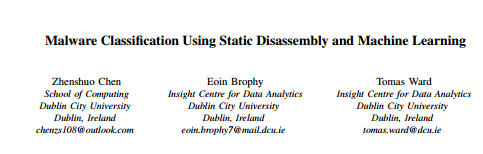 Malware Classification Using Static Disassembly and Machine Learning
Zhenshuo Chen
School of Computing
Dublin City University
Dublin, Ireland
chenzs108@outlook.com
Eoin Brophy
Insight Centre for Data Analytics
Dublin City University
Dublin, Ireland
eoin.brophy7@mail.dcu.ie
Tomas Ward
Insight Centre for Data Analytics
Dublin City University
Dublin, Ireland
tomas.ward@dcu.ie